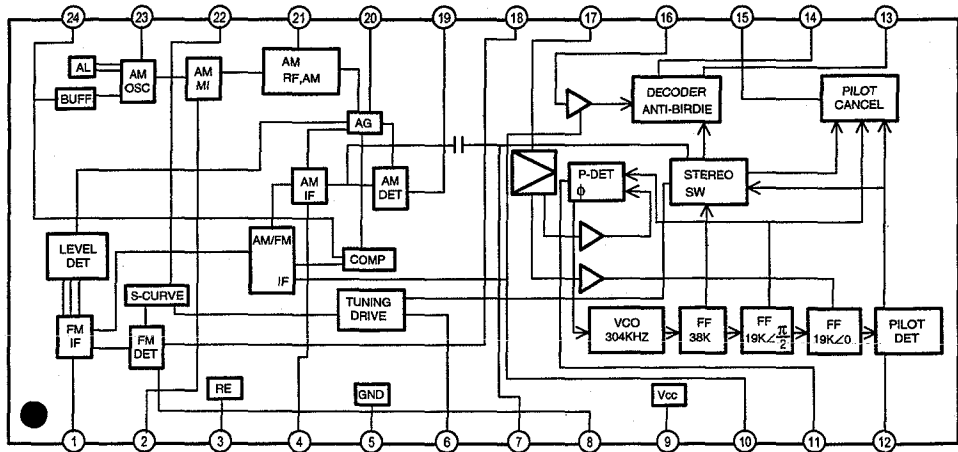 24 23 22 21 20 19 18 17 16 15 14 13
AL
AM
OSC
BUFF
AM
MI
AM
RF,AM
AG
AM
IF
AM
DET
AM/FM
IF
COMP
LEVEL
DET
S-CURVE
TUNING
DRIVE
FM
IF
FM
DET
RE
GND
DECODER
ANTI-BIRDIE
PILOT
CANCEL
P-DET
ϕ
STEREO
SW
VCO
304KHZ
FF
38K
FF
19K∠π/2
FF
19K∠0
PILOT
DET
Vcc
1 2 3 4 5 6 7 8 9 10 11 12